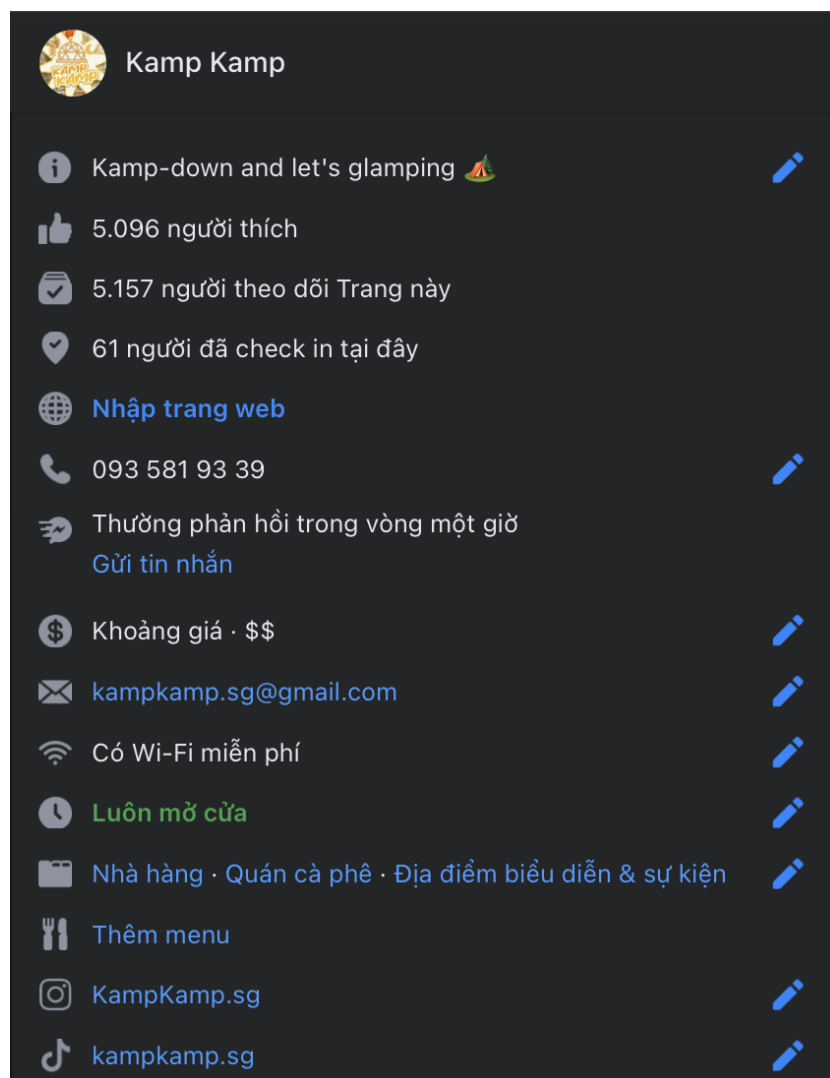 KAMP
KAMP
Kamp Kamp
Kamp-down and let's glamping 🏕️
5.096 người thích
5.157 người theo dõi Trang này
61 người đã check in tại đây
Nhập trang web
093 581 93 39
Thường phản hồi trong vòng một giờ
Gửi tin nhắn
Khoảng giá · $$
kampkamp.sg@gmail.com
Có Wi-Fi miễn phí
Luôn mở cửa
Nhà hàng · Quán cà phê · Địa điểm biểu diễn & sự kiện
Thêm menu
KampKamp.sg
kampkamp.sg